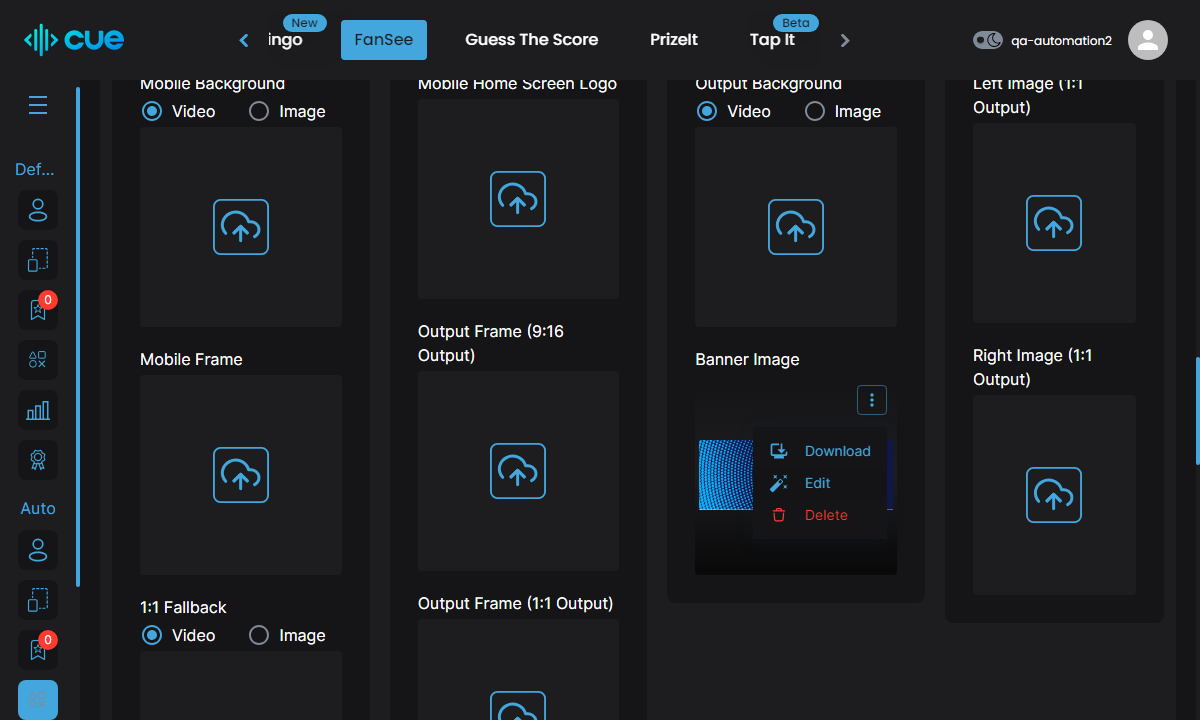 cue
New
ingo
FanSee
Guess The Score
PrizeIt
Beta
Tap It
qa-automation2
Def...
0
Auto
0
Mobile Background
Video
Image
Mobile Frame
1:1 Fallback
Video
Image
Mobile Home Screen Logo
Output Frame (9:16
Output)
Output Frame (1:1 Output)
Output Background
Video
Image
Banner Image
Download
Edit
Delete
Left Image (1:1
Output)
Right Image (1:1
Output)